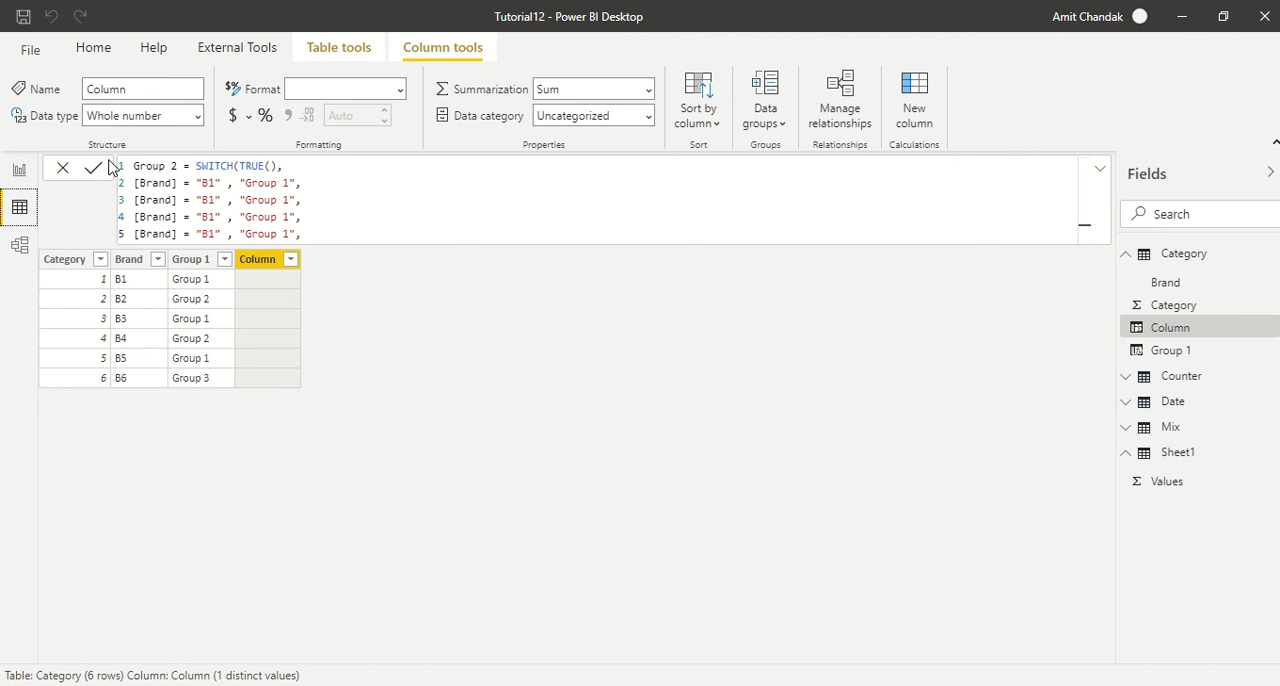 Tutorial12 - Power BI Desktop
Amit Chandak
File
Home
Help
External Tools
Table tools
Column tools
Name
Column
Data type
Whole number
Structure
Format
$ % 9
Auto
Formatting
Summarization
Sum
Data category
Uncategorized
Properties
Sort by
column
Sort
Data
groups
Groups
Manage
relationships
Relationships
New
column
Calculations
1 Group 2 = SWITCH(TRUE(),
2 [Brand] = "B1" , "Group 1",
3 [Brand] = "B1" , "Group 1",
4 [Brand] = "B1" , "Group 1",
5 [Brand] = "B1" , "Group 1",
Category Brand Group 1 Column
1 B1 Group 1
2 B2 Group 2
3 B3 Group 1
4 B4 Group 2
5 B5 Group 1
6 B6 Group 3
Fields
Search
Category
Brand
Σ Category
Column
Group 1
Counter
Date
Mix
Sheet1
Σ Values
Table: Category (6 rows) Column: Column (1 distinct values)